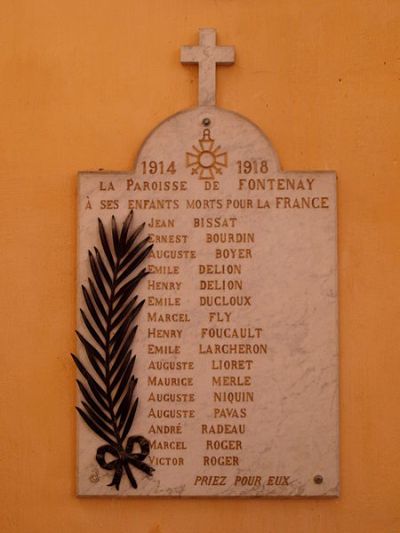 1914 1918
LA PAROISSE DE FONTENAY
À SES ENFANTS MORTS POUR LA FRANCE
JEAN BISSAT
ERNEST BOURDIN
AUGUSTE BOYER
EMILE DELION
HENRY DELION
EMILE DUCLOUX
MARCEL FLY
HENRY FOUCAULT
EMILE LARCHERON
AUGUSTE LIORET
MAURICE MERLE
AUGUSTE NIQUIN
AUGUSTE PAVAS
ANDRÉ RADEAU
MARCEL ROGER
VICTOR ROGER
PRIEZ POUR EUX